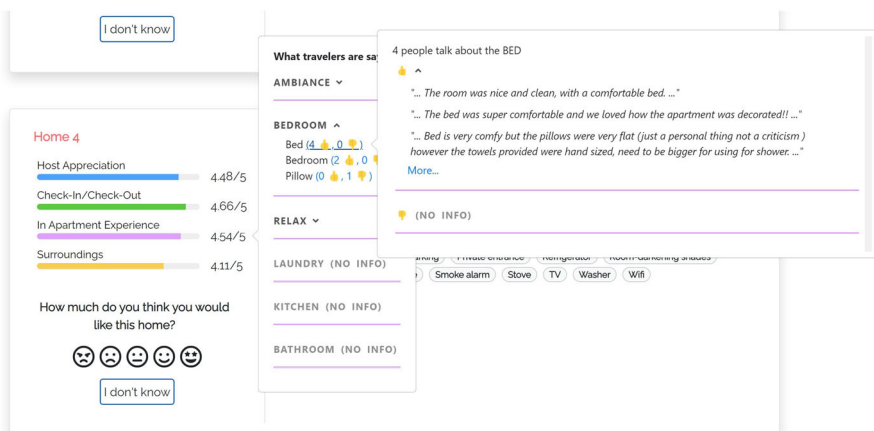 I don't know
What travelers are sa
AMBIANCE
BEDROOM
Bed (4 👍, 0 👎)
Bedroom (2 👍, 0
Pillow (0 👍, 1 👎)
RELAX
LAUNDRY (NO INFO)
KITCHEN (NO INFO)
BATHROOM (NO INFO)
4 people talk about the BED
"... The room was nice and clean, with a comfortable bed. ..."
"... The bed was super comfortable and we loved how the apartment was decorated!! ..."
"... Bed is very comfy but the pillows were very flat (just a personal thing not a criticism )
however the towels provided were hand sized, need to be bigger for using for shower. ..."
More...
(NO INFO)
Private entrance
Refrigerator
Room-darkening shades
Smoke alarm
Stove
TV
Washer
Wifi
Home 4
Host Appreciation
4.48/5
Check-In/Check-Out
4.66/5
In Apartment Experience
4.54/5
Surroundings
4.11/5
How much do you think you would
like this home?
I don't know